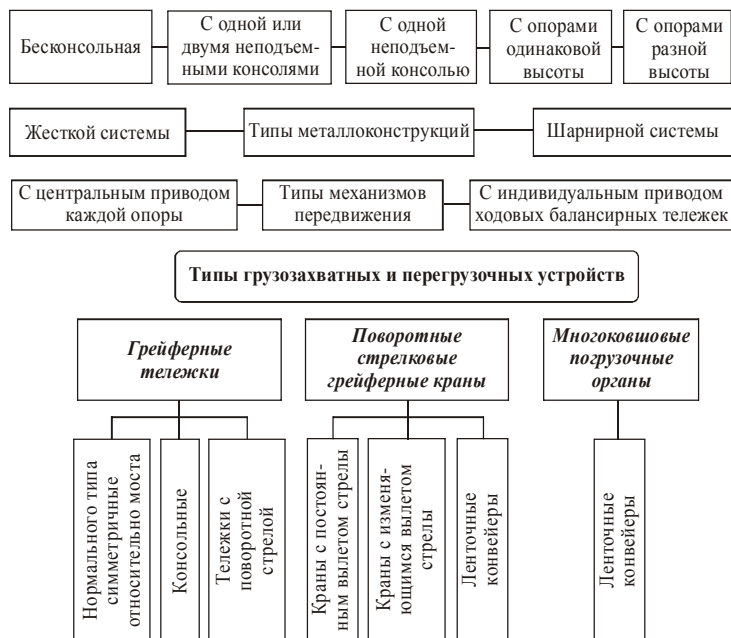 Бесконсольная
С одной или
двумя неподъем-
ными консолями
С одной
неподъем-
ной консолью
С опорами
одинаковой
высоты
С опорами
разной
высоты
Жесткой системы
Типы металлоконструкций
Шарнирной системы
С центральным приводом
каждой опоры
Типы механизмов
передвижения
С индивидуальным приводом
ходовых балансирных тележек
Типы грузозахватных и перегрузочных устройств
Грейферные
тележки
Поворотные
стрелковые
грейферные краны
Многоковшовые
погрузочные
органы
Нормального типа
симметричные
относительно моста
Консольные
Тележки с
поворотной
стрелой
Краны с постоян-
ным вылетом стрелы
Краны с изменя-
ющимся вылетом
стрелы
Ленточные
конвейеры
Ленточные
конвейеры